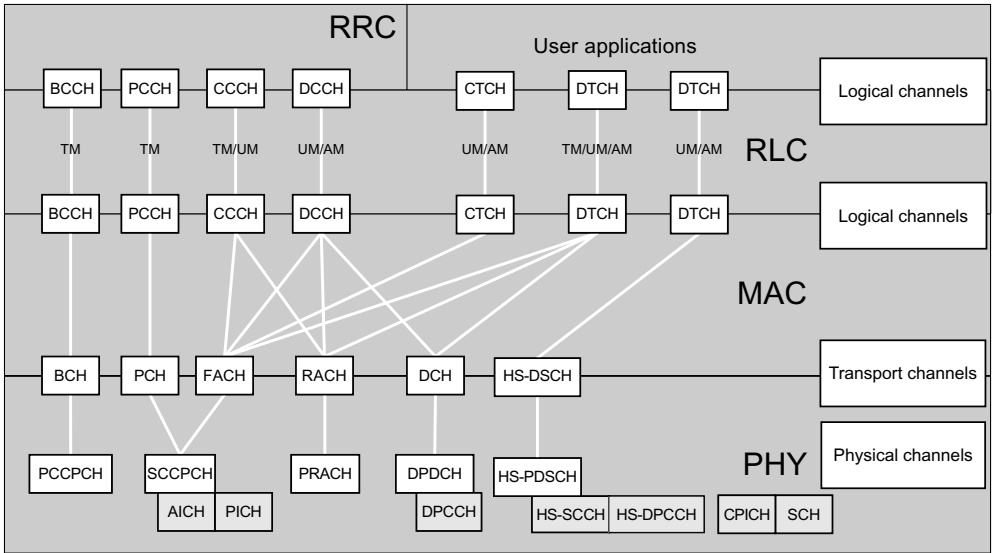 RRC
User applications
BCCH PCCH CCCH DCCH CTCH DTCH DTCH Logical channels
TM TM TM/UM UM/AM UM/AM TM/UM/AM UM/AM RLC
BCCH PCCH CCCH DCCH CTCH DTCH DTCH Logical channels
MAC
BCH PCH FACH RACH DCH HS-DSCH Transport channels
PCCPCH SCCPCH PRACH DPDCH HS-PDSCH PHY Physical channels
AICH PICH DPCCH HS-SCCH HS-DPCCH CPICH SCH